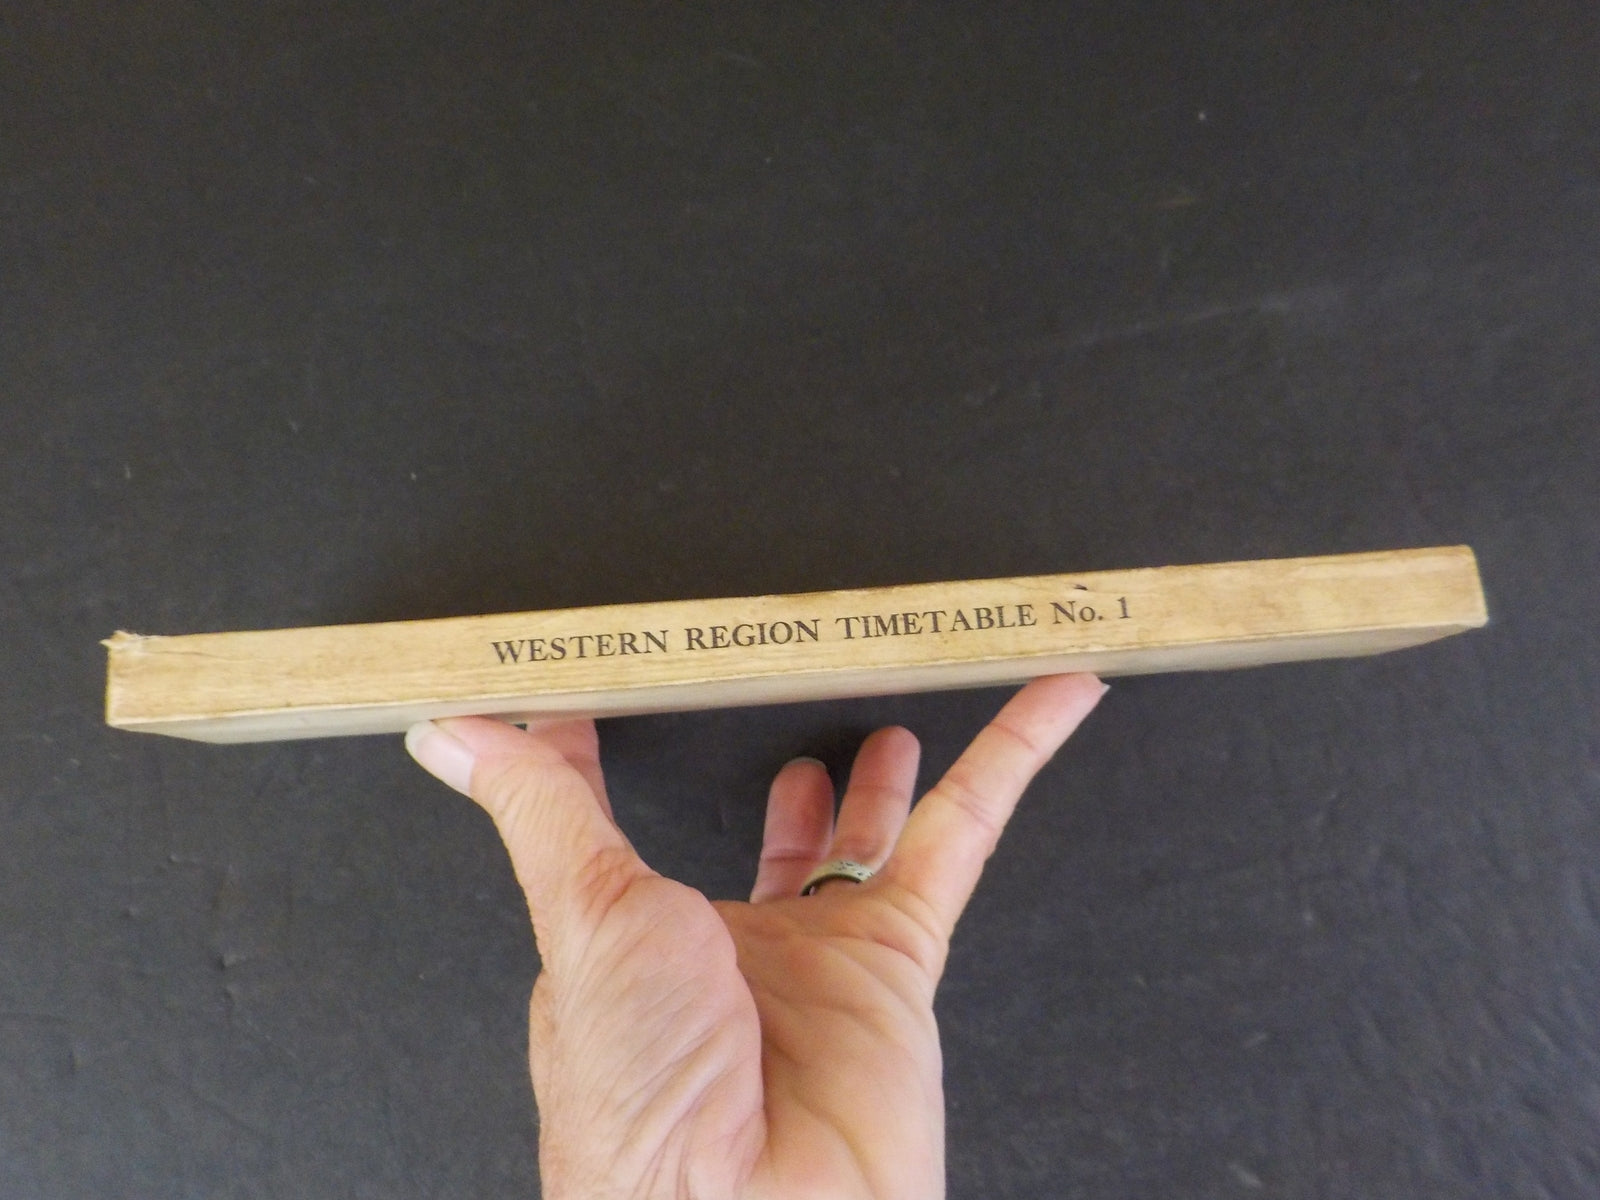 WESTERN REGION TIMETABLE No. 1